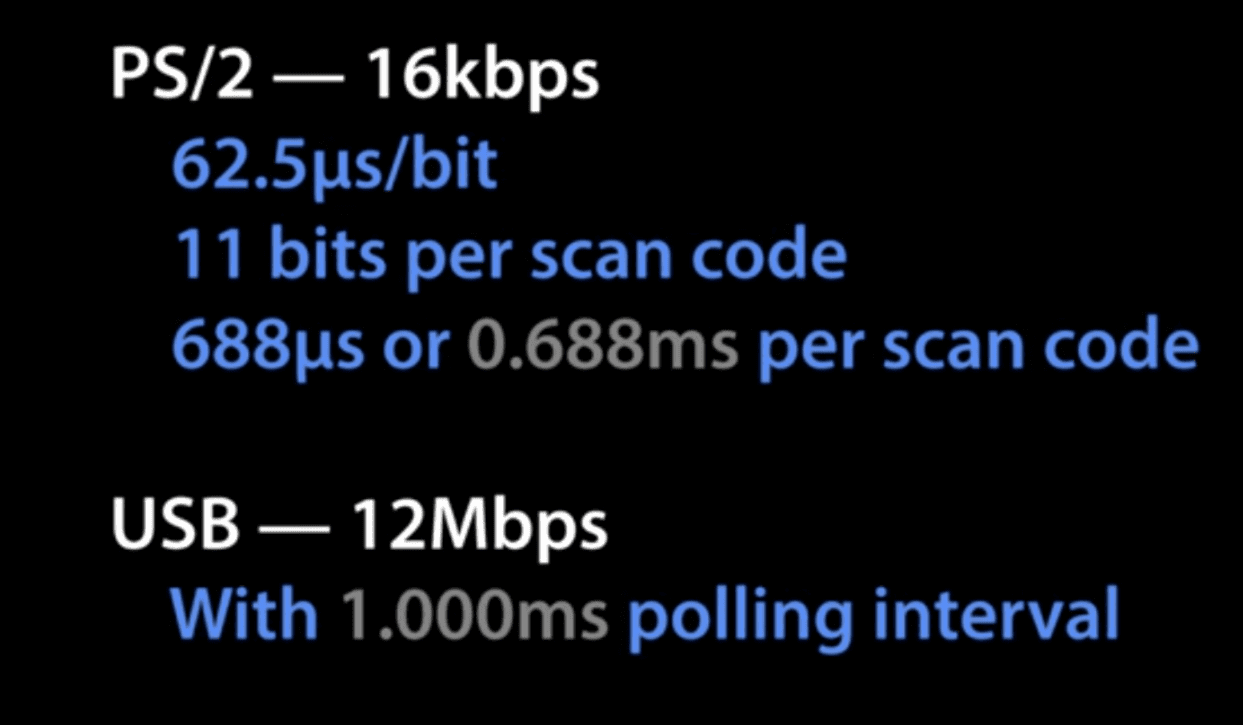 PS/2 — 16kbps
62.5µs/bit
11 bits per scan code
688µs or 0.688ms per scan code
USB — 12Mbps
With 1.000ms polling interval